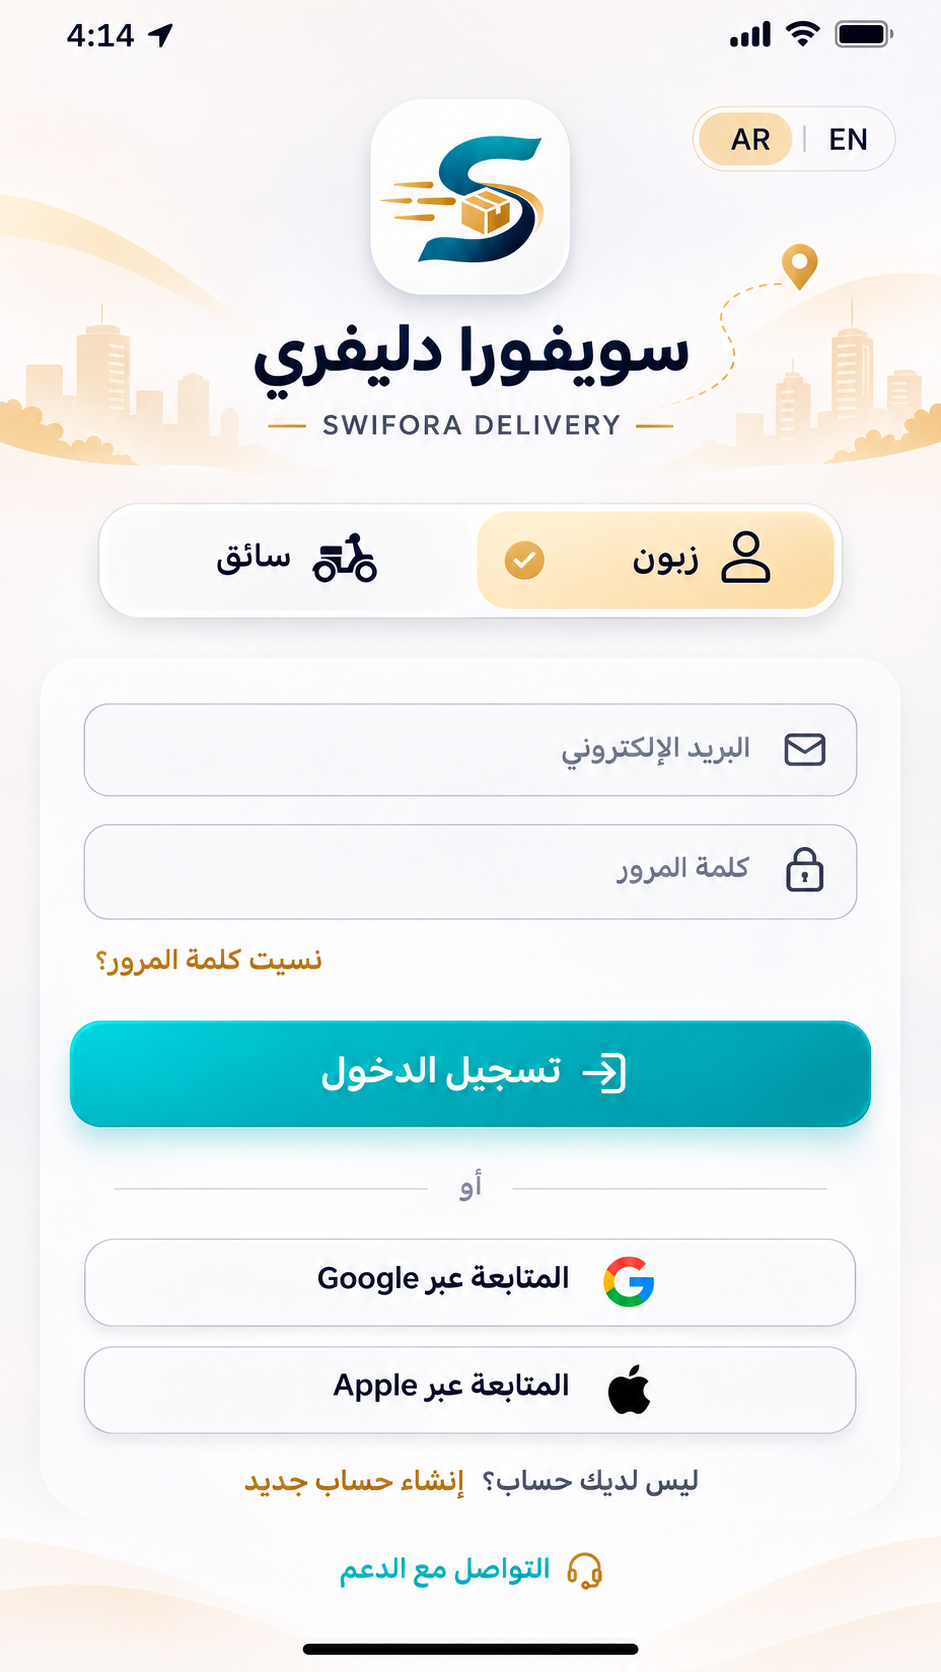 4:14
AR | EN
سويفورا دليفري
SWIFORA DELIVERY
زبون
سائق
البريد الإلكتروني
كلمة المرور
نسيت كلمة المرور؟
تسجيل الدخول
أو
المتابعة عبر Google
المتابعة عبر Apple
ليس لديك حساب؟ إنشاء حساب جديد
التواصل مع الدعم